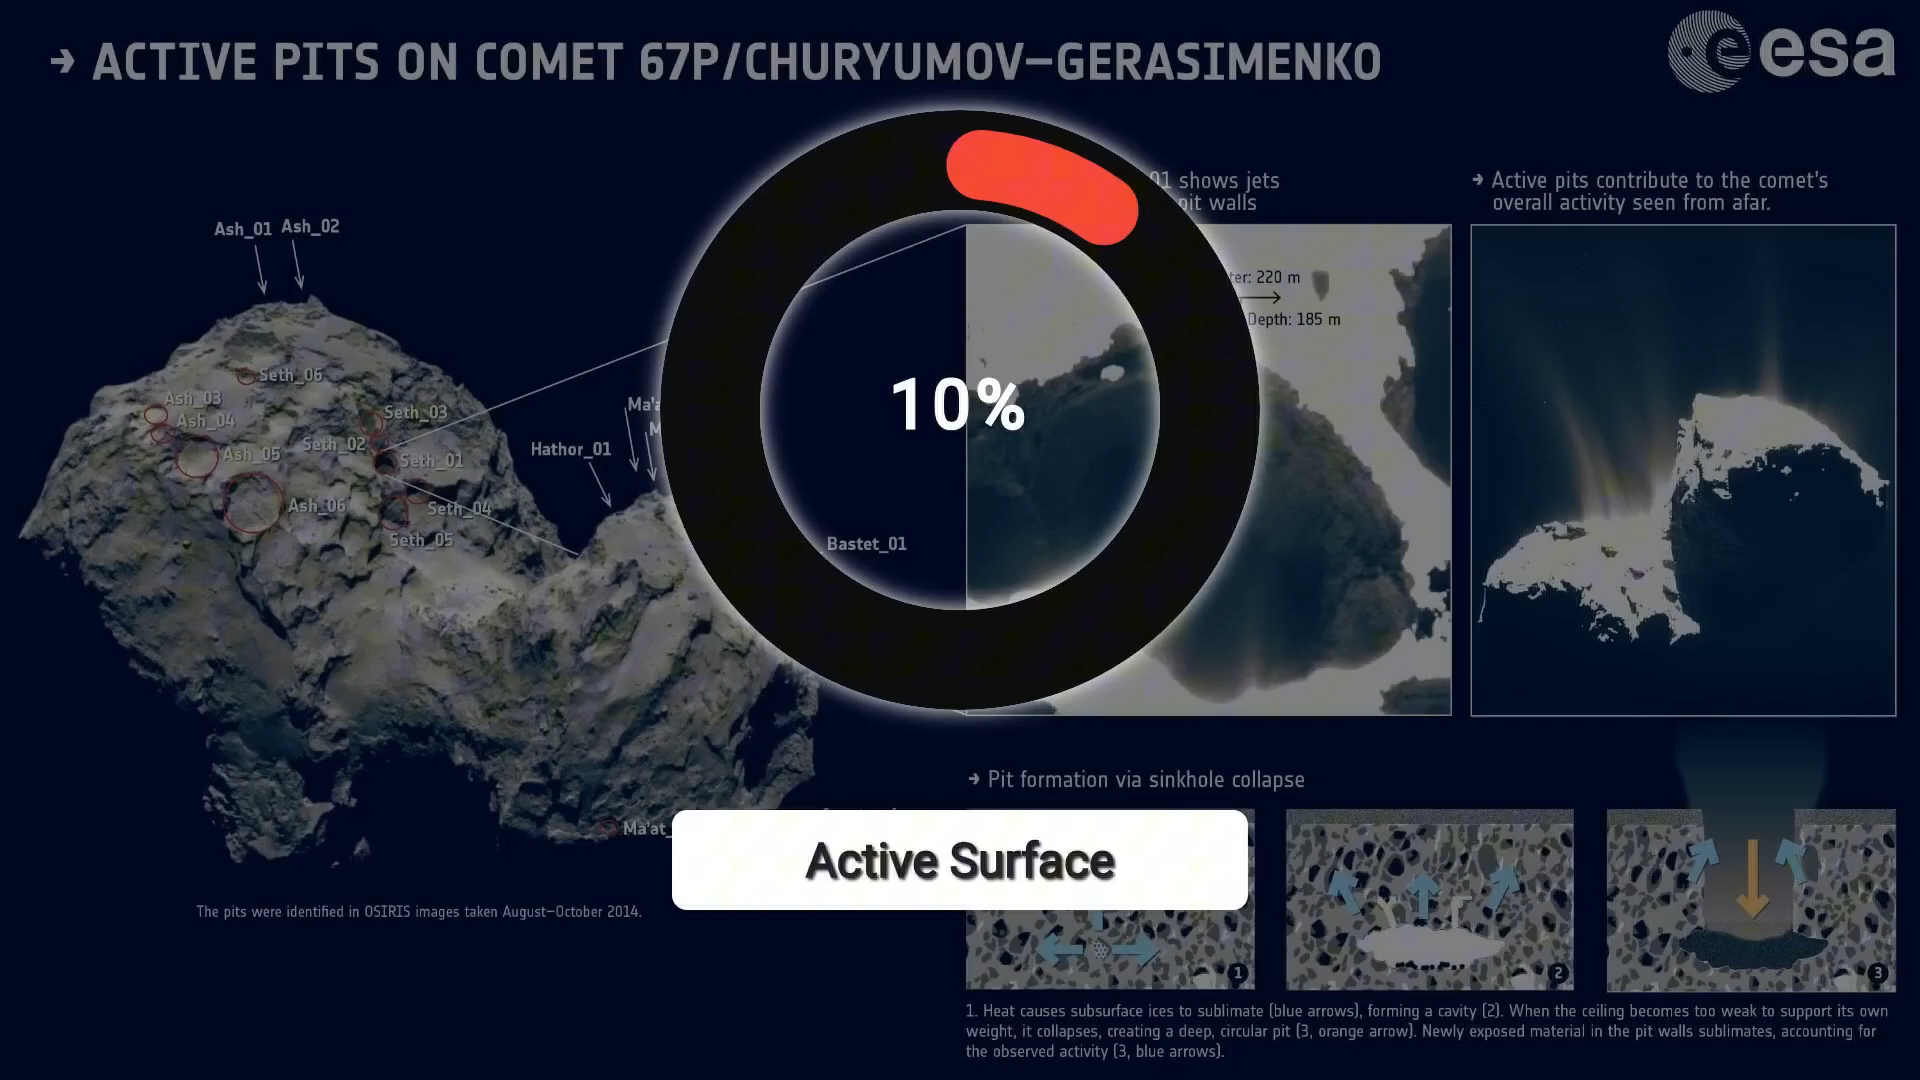 → ACTIVE PITS ON COMET 67P/CHURYUMOV–GERASIMENKO
esa
01 shows jets
pit walls
→ Active pits contribute to the comet's
overall activity seen from afar.
Ash_01 Ash_02
220 m
Depth: 185 m
Seth_06
Ash_03
Ash_04
Seth_03
Seth_02
Ash_05
Seth_01
Hathor_01
Ash_06
Seth_04
Seth_05
10%
Bastet_01
→ Pit formation via sinkhole collapse
Active Surface
The pits were identified in OSIRIS images taken August–October 2014.
1
2
3
1. Heat causes subsurface ices to sublimate (blue arrows), forming a cavity (2). When the ceiling becomes too weak to support its own
weight, it collapses, creating a deep, circular pit (3, orange arrow). Newly exposed material in the pit walls sublimates, accounting for
the observed activity (3, blue arrows).